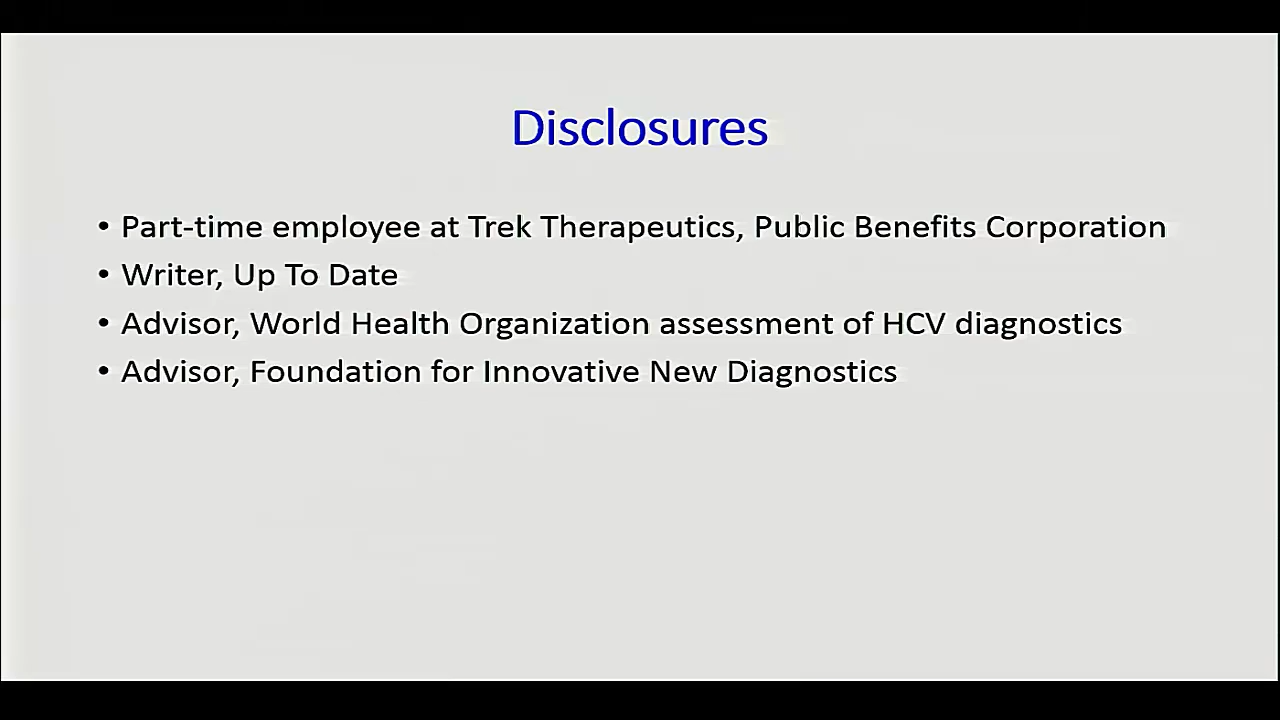 Disclosures
• Part-time employee at Trek Therapeutics, Public Benefits Corporation
• Writer, Up To Date
• Advisor, World Health Organization assessment of HCV diagnostics
• Advisor, Foundation for Innovative New Diagnostics